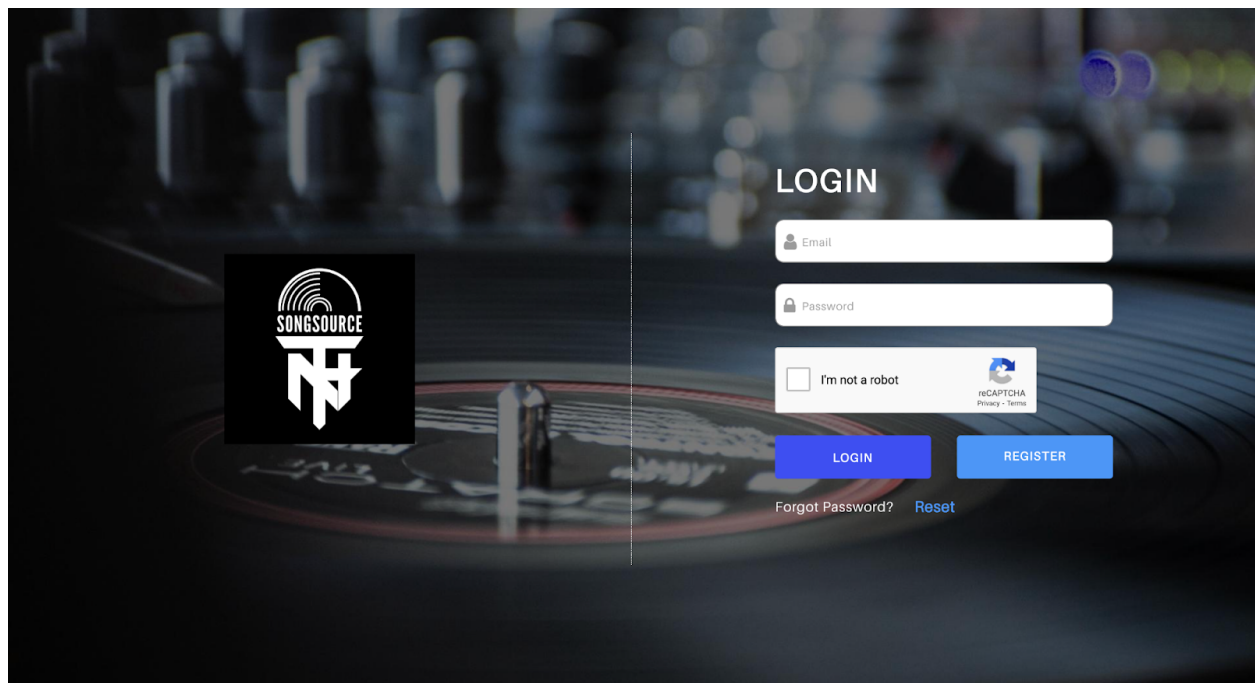 SONGSOURCE
LOGIN
Email
Password
I'm not a robot
reCAPTCHA
Privacy - Terms
LOGIN
REGISTER
Forgot Password? Reset